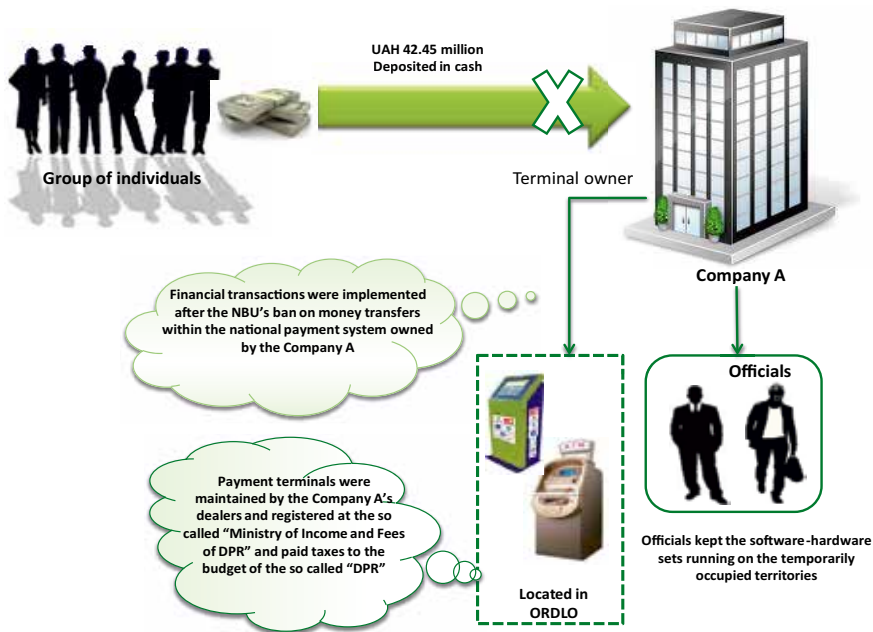 UAH 42.45 million
Deposited in cash
Group of individuals
Terminal owner
Company A
Financial transactions were implemented
after the NBU's ban on money transfers
within the national payment system owned
by the Company A
Officials
ATM
Payment terminals were
maintained by the Company A's
dealers and registered at the so
called “Ministry of Income and Fees
of DPR” and paid taxes to the
budget of the so called “DPR”
Officials kept the software-hardware
sets running on the temporarily
occupied territories
Located in
ORDLO